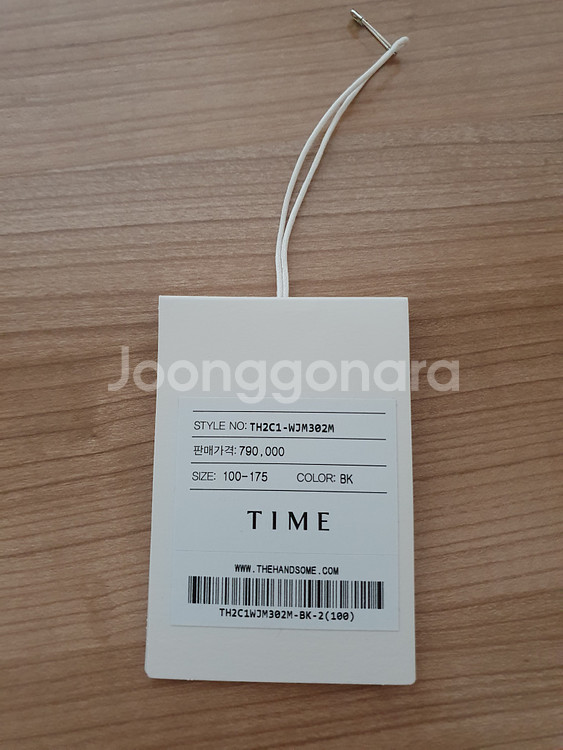 Joonggonara
STYLE NO: TH2C1-WJM302M
판매가격: 790,000
SIZE: 100-175 COLOR: BK
TIME
WWW.THEHANDSOME.COM
TH2C1WJM302M-BK-2(100)